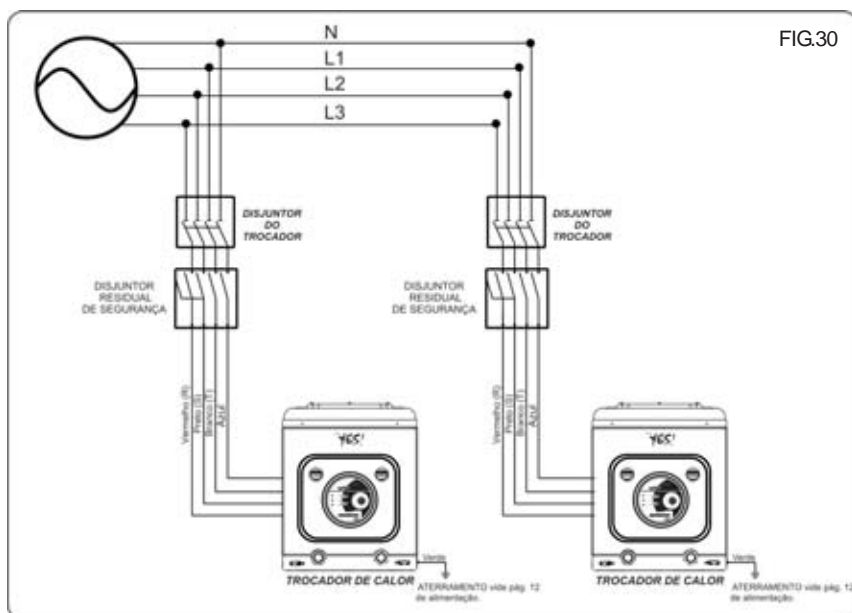 FIG.30
N
L1
L2
L3
DISJUNTOR
DO
TROCADOR
DISJUNTOR
DO
TROCADOR
DISJUNTOR
RESIDUAL
DE SEGURANÇA
DISJUNTOR
RESIDUAL
DE SEGURANÇA
Vermelho (R)
Preto (S)
Branco (T)
Azul
Vermelho (R)
Preto (S)
Branco (T)
Azul
YES!
YES!
Verde
Verde
TROCADOR DE CALOR
TROCADOR DE CALOR
ATERRAMENTO vide pág. 12
de alimentação.
ATERRAMENTO vide pág. 12
de alimentação.